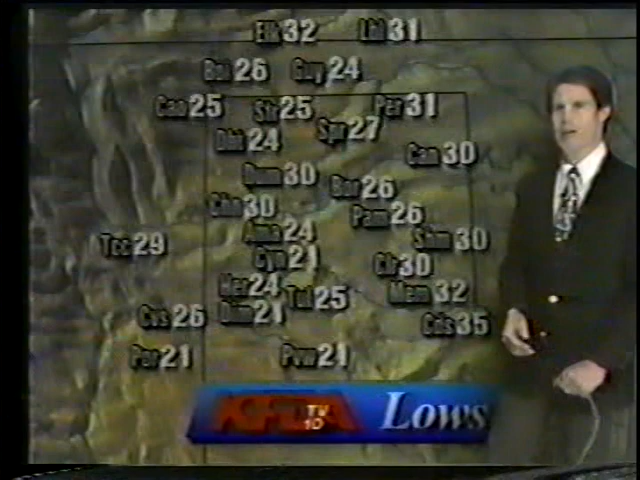 Elk 32 Lbl 31
Boi 26 Guy 24
Cao 25 Str 25 Per 31
Dht 24 Spr 27
Can 30
Dum 30 Bor 26
Chn 30 Pam 26
Tcc 29 Ama 24 Shm 30
Cyn 21 Clr 30
Her 24 Tul 25 Mem 32
Cvs 26 Dim 21 Cds 35
Por 21 Pvw 21
KFDA TV 10 Lows